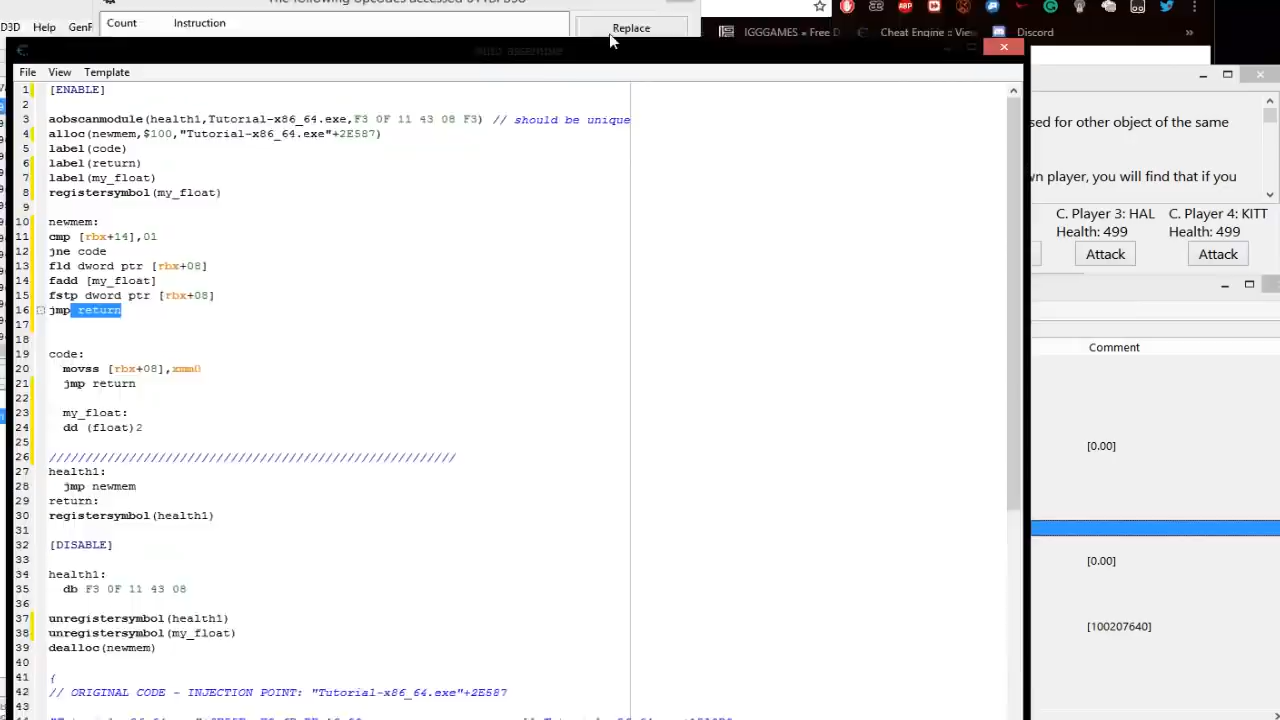 Count Instruction
Replace
IGGGAMES = Free D
Cheat Engine :: View
Discord
D3D Help
File View Template
1 [ENABLE]
2
3 aobscanmodule(health1,Tutorial-x86_64.exe,F3 0F 11 43 08 F3) // should be unique
4 alloc(newmem,$100,"Tutorial-x86_64.exe"+2E587)
5 label(code)
6 label(return)
7 label(my_float)
8 registersymbol(my_float)
9
10 newmem:
11 cmp [rbx+14],01
12 jne code
13 fld dword ptr [rbx+08]
14 fadd [my_float]
15 fstp dword ptr [rbx+08]
16 jmp return
17
18
19 code:
20 movss [rbx+08],xmm0
21 jmp return
22
23 my_float:
24 dd (float)2
25
26 ////////////////////////////////////////////////////////
27 health1:
28 jmp newmem
29 return:
30 registersymbol(health1)
31
32 [DISABLE]
33
34 health1:
35 db F3 0F 11 43 08
36
37 unregistersymbol(health1)
38 unregistersymbol(my_float)
39 dealloc(newmem)
40
41 {
42 // ORIGINAL CODE - INJECTION POINT: "Tutorial-x86_64.exe"+2E587
43
sed for other object of the same
n player, you will find that if you
C. Player 3: HAL C. Player 4: KITT
Health: 499 Health: 499
Attack Attack
Comment
[0.00]
[0.00]
[100207640]